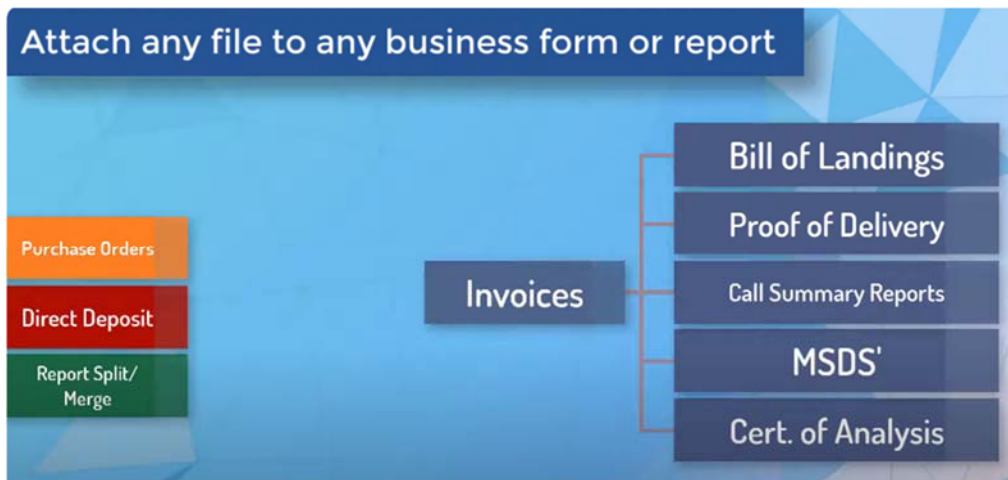 Attach any file to any business form or report
Purchase Orders
Direct Deposit
Report Split/
Merge
Invoices
Bill of Landings
Proof of Delivery
Call Summary Reports
MSDS'
Cert. of Analysis